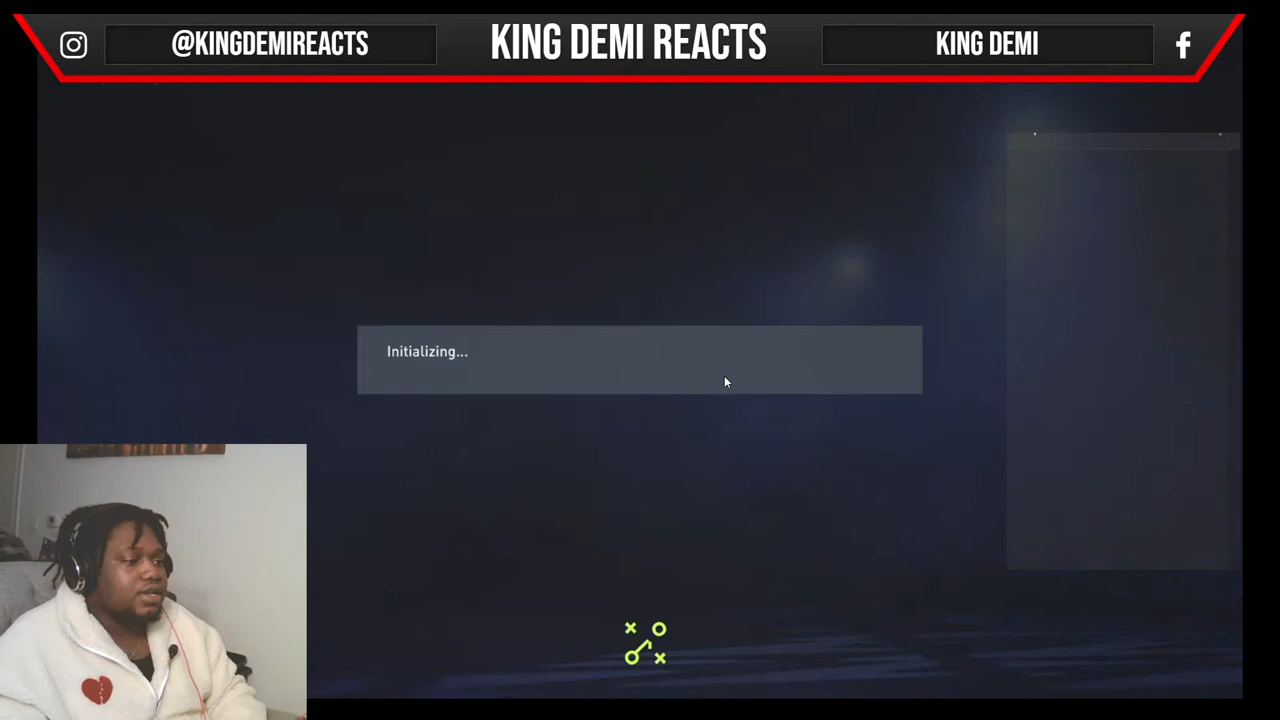 @KINGDEMIREACTS
KING DEMI REACTS
KING DEMI
Initializing...